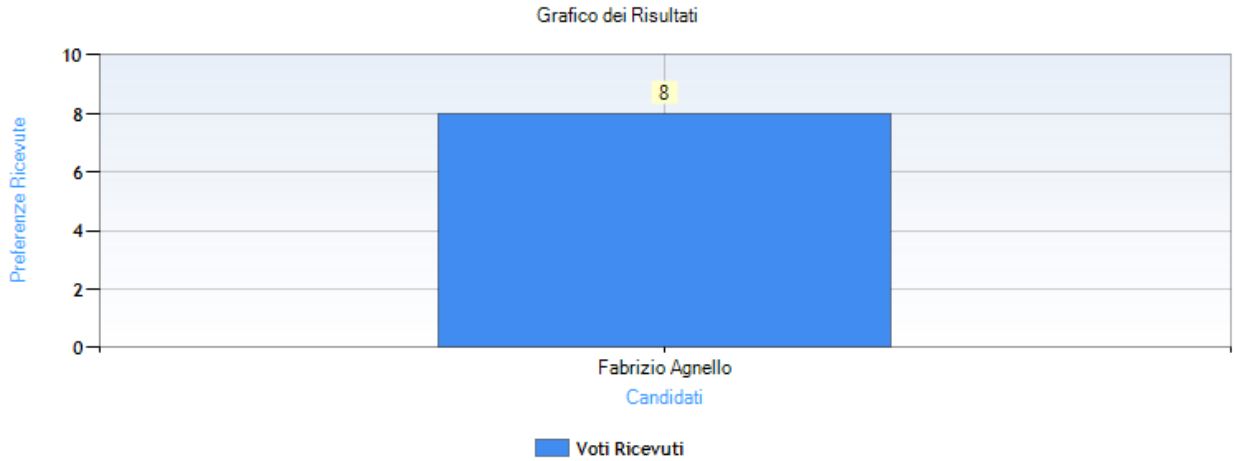 Grafico dei Risultati
10
8
8
6
4
2
0
Preferenze Ricevute
Fabrizio Agnello
Candidati
Voti Ricevuti